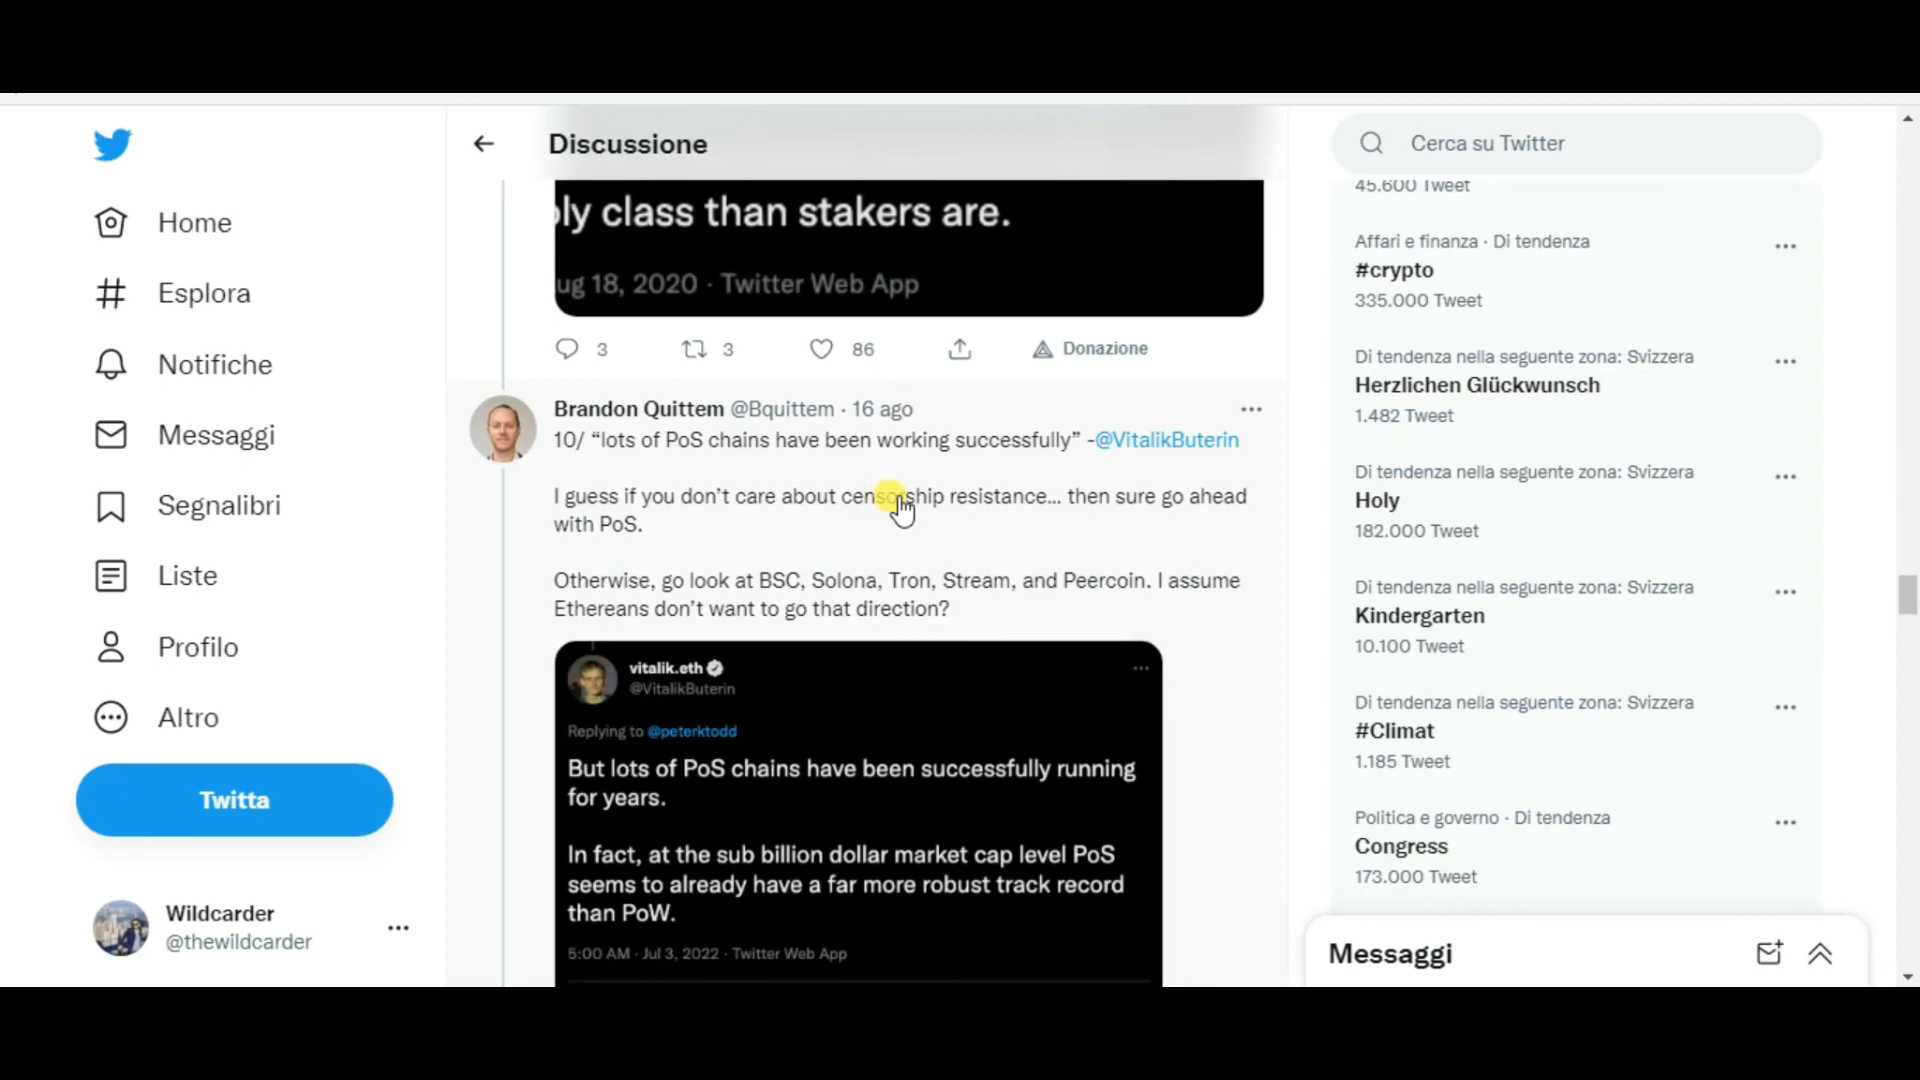 Home
Esplora
Notifiche
Messaggi
Segnalibri
Liste
Profilo
Altro
Twitta
Wildcarder
@thewildcarder
Discussione
ly class than stakers are.
ug 18, 2020 · Twitter Web App
3
3
86
Donazione
Brandon Quittem @Bquittem · 16 ago
10/ “lots of PoS chains have been working successfully” -@VitalikButerin
I guess if you don’t care about censorship resistance... then sure go ahead
with PoS.
Otherwise, go look at BSC, Solona, Tron, Stream, and Peercoin. I assume
Ethereans don’t want to go that direction?
vitalik.eth
@VitalikButerin
Replying to @peterktodd
But lots of PoS chains have been successfully running
for years.
In fact, at the sub billion dollar market cap level PoS
seems to already have a far more robust track record
than PoW.
5:00 AM · Jul 3, 2022 · Twitter Web App
Cerca su Twitter
45.600 Tweet
Affari e finanza · Di tendenza
#crypto
335.000 Tweet
Di tendenza nella seguente zona: Svizzera
Herzlichen Glückwunsch
1.482 Tweet
Di tendenza nella seguente zona: Svizzera
Holy
182.000 Tweet
Di tendenza nella seguente zona: Svizzera
Kindergarten
10.100 Tweet
Di tendenza nella seguente zona: Svizzera
#Climat
1.185 Tweet
Politica e governo · Di tendenza
Congress
173.000 Tweet
Messaggi